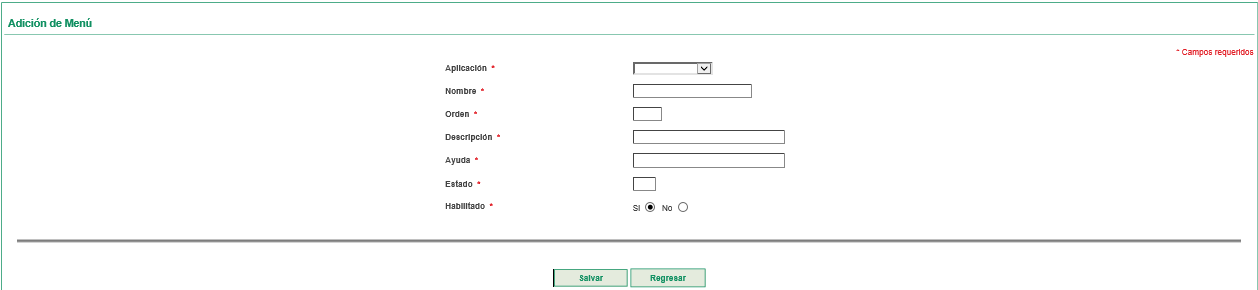 Adición de Menú
* Campos requeridos
Aplicación *
Nombre *
Orden *
Descripción *
Ayuda *
Estado *
Habilitado * Si No
Salvar Regresar